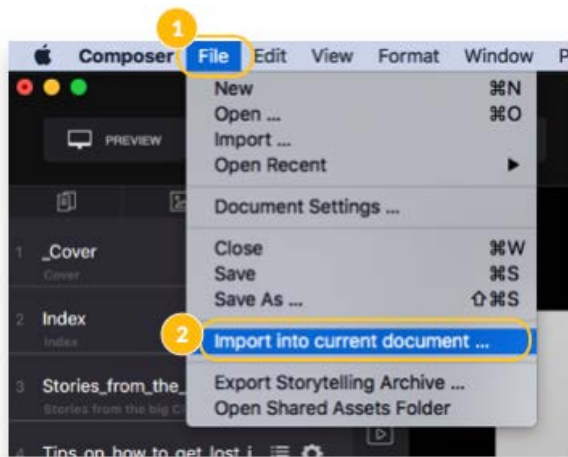 1
Composer File Edit View Format Window P
New ⌘N
Open ... ⌘O
Import ...
Open Recent ▶
Document Settings ...
Close ⌘W
Save ⌘S
Save As ... ⇧⌘S
2
Import into current document ...
Export Storytelling Archive ...
Open Shared Assets Folder
PREVIEW
1 _Cover
Cover
2 Index
Index
3 Stories_from_the_
Stories from the big C
4 Tips on how to get lost i